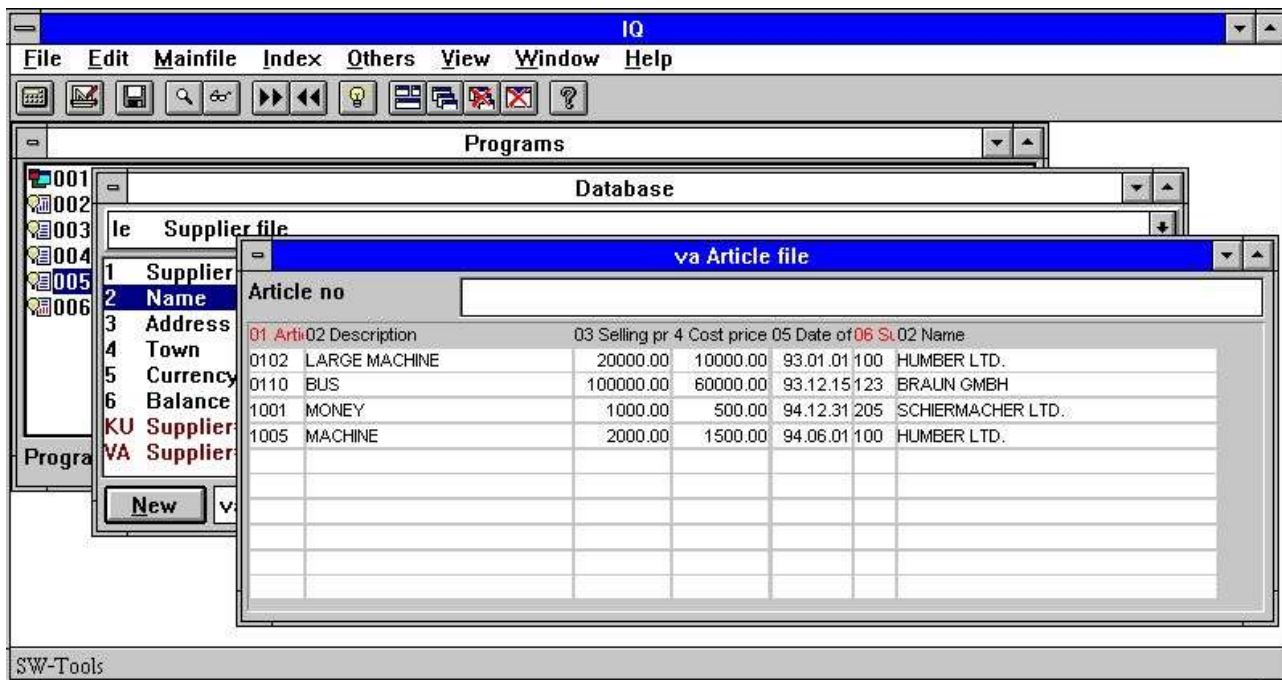 IQ
File Edit Mainfile Index Others View Window Help
Programs
001
002
003
004
005
006
Progra
Database
le Supplier file
1 Supplier
2 Name
3 Address
4 Town
5 Currency
6 Balance
KU Supplier
VA Supplier
New va
va Article file
Article no
01 Arti 02 Description 03 Selling pr 4 Cost price 05 Date of 06 Su 02 Name
0102 LARGE MACHINE 20000.00 10000.00 93.01.01 100 HUMBER LTD.
0110 BUS 100000.00 60000.00 93.12.15 123 BRAUN GMBH
1001 MONEY 1000.00 500.00 94.12.31 205 SCHIERMACHER LTD.
1005 MACHINE 2000.00 1500.00 94.06.01 100 HUMBER LTD.
SW-Tools